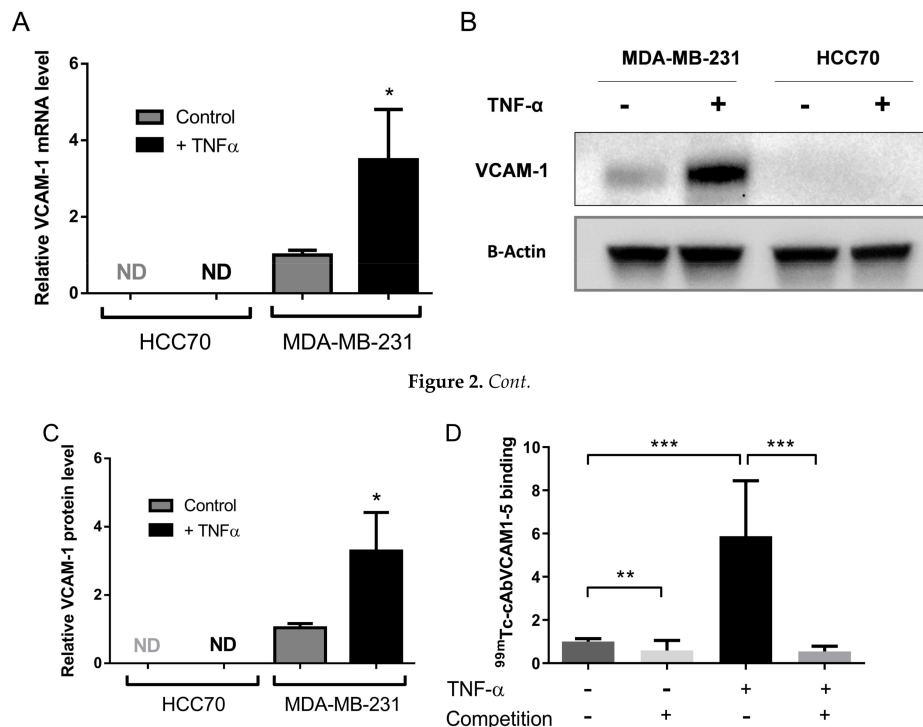 A
Relative VCAM-1 mRNA level
6
4
2
0
Control
+ TNFα
*
ND
ND
HCC70
MDA-MB-231
B
MDA-MB-231 HCC70
TNF-α - + - +
VCAM-1
B-Actin
Figure 2. Cont.
C
Relative VCAM-1 protein level
6
4
2
0
Control
+ TNFα
*
ND
ND
HCC70
MDA-MB-231
D
99mTc-cAbVCAM1-5 binding
10
8
6
4
2
0
***
***
**
TNF-α - - + +
Competition - + - +